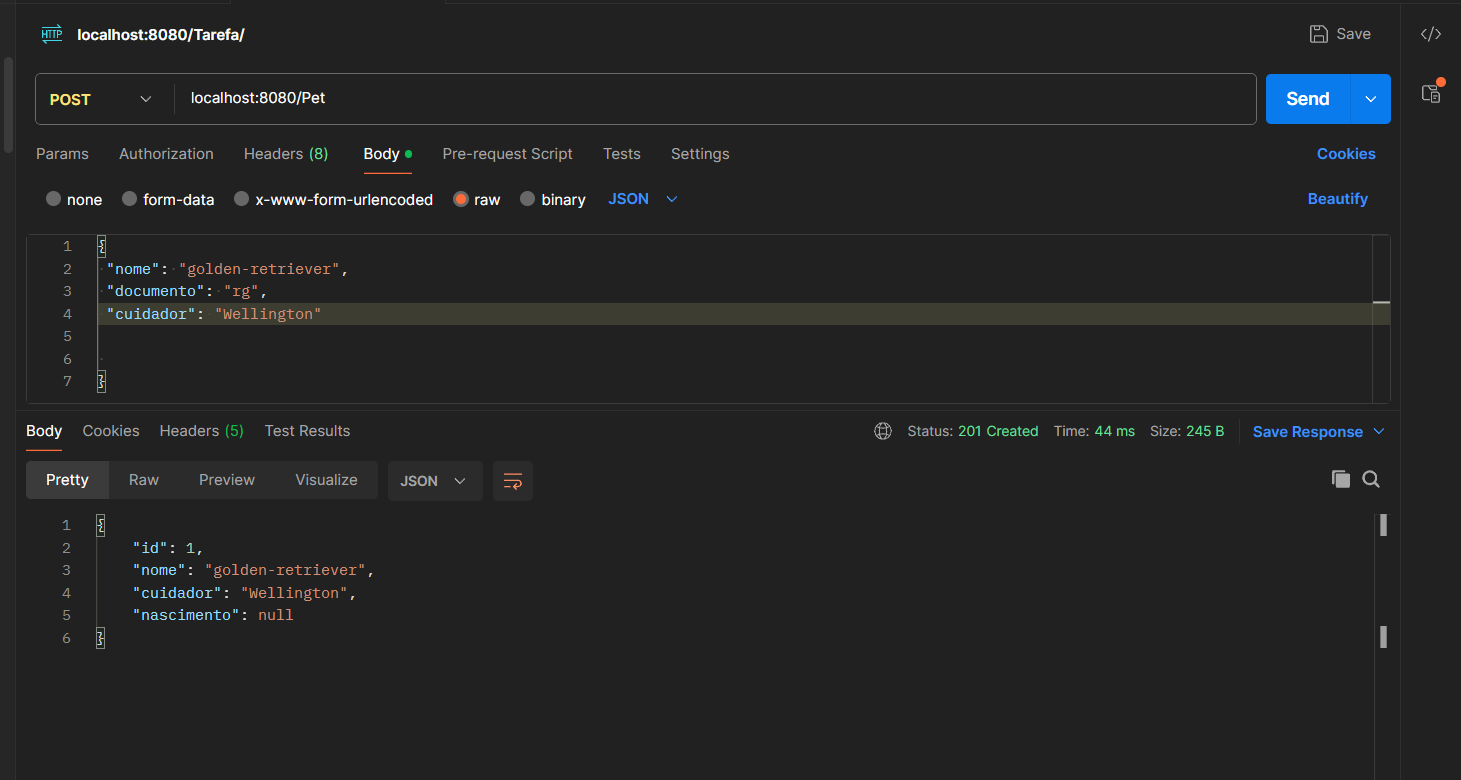 HTTP localhost:8080/Tarefa/ Save </>
POST localhost:8080/Pet Send
Params Authorization Headers (8) Body Pre-request Script Tests Settings Cookies
none form-data x-www-form-urlencoded raw binary JSON Beautify
1 {
2 "nome": "golden-retriever",
3 "documento": "rg",
4 "cuidador": "Wellington"
5
6
7 }
Body Cookies Headers (5) Test Results Status: 201 Created Time: 44 ms Size: 245 B Save Response
Pretty Raw Preview Visualize JSON
1 {
2 "id": 1,
3 "nome": "golden-retriever",
4 "cuidador": "Wellington",
5 "nascimento": null
6 }